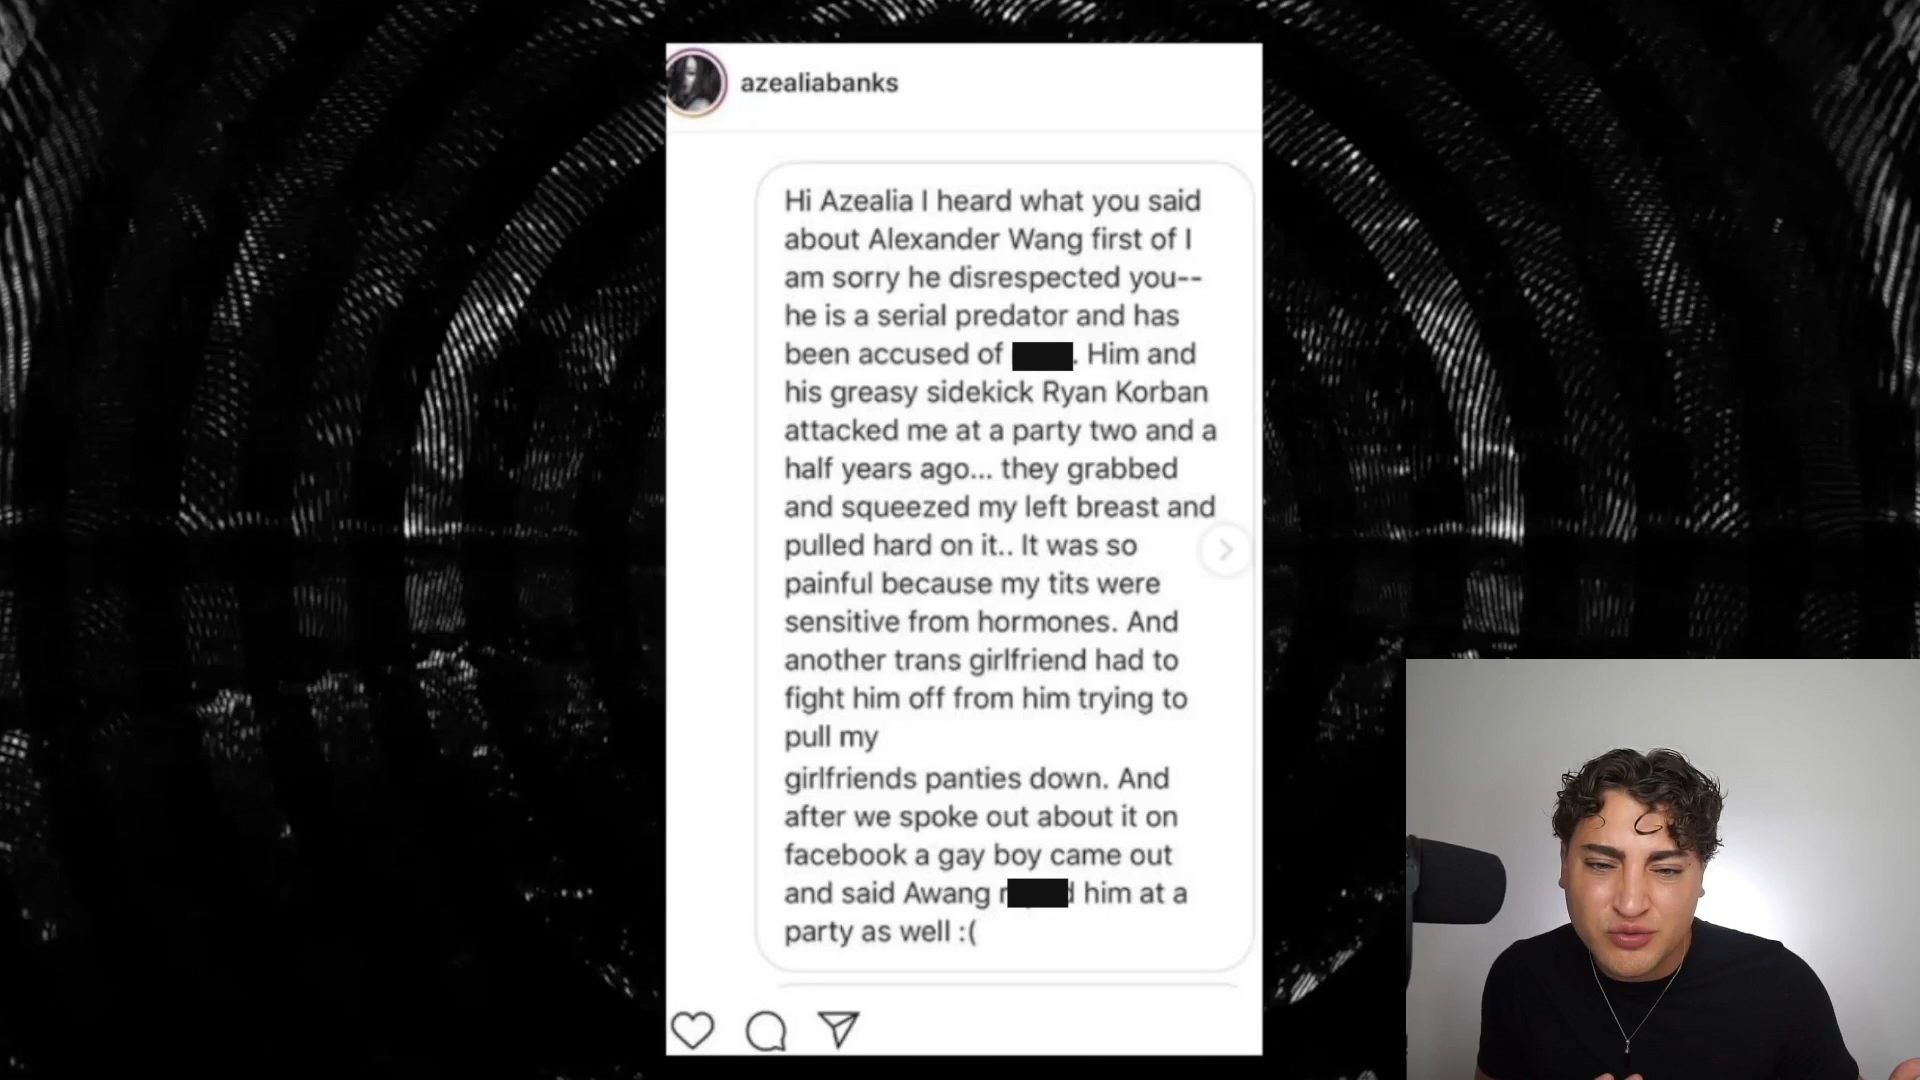 azealiabanks
Hi Azealia I heard what you said
about Alexander Wang first of I
am sorry he disrespected you--
he is a serial predator and has
been accused of . Him and
his greasy sidekick Ryan Korban
attacked me at a party two and a
half years ago... they grabbed
and squeezed my left breast and
pulled hard on it.. It was so
painful because my tits were
sensitive from hormones. And
another trans girlfriend had to
fight him off from him trying to
pull my
girlfriends panties down. And
after we spoke out about it on
facebook a gay boy came out
and said Awang him at a
party as well :(